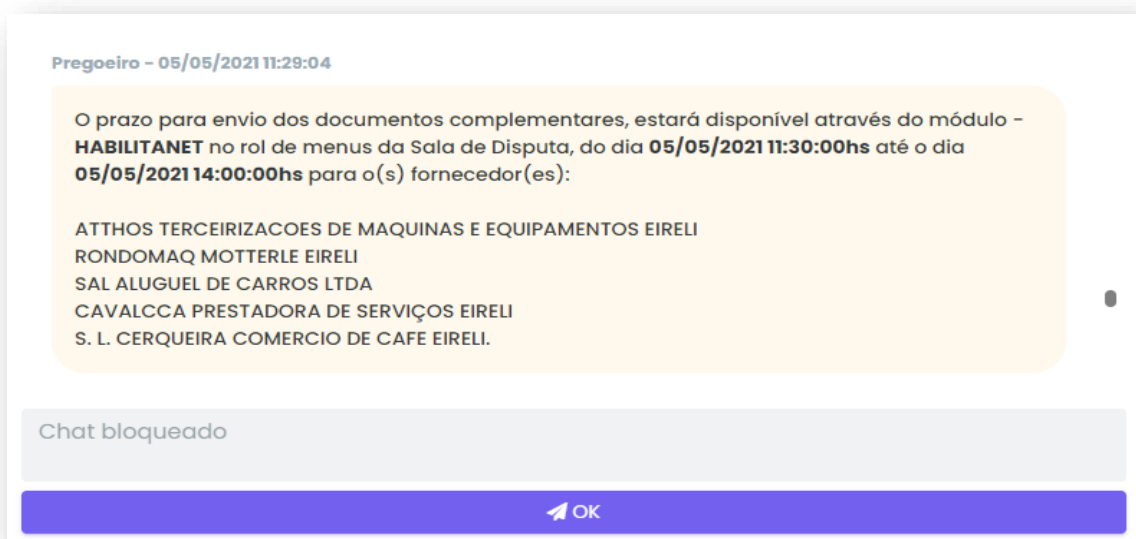 Pregoeiro - 05/05/2021 11:29:04
O prazo para envio dos documentos complementares, estará disponível através do módulo -
HABILITANET no rol de menus da Sala de Disputa, do dia 05/05/2021 11:30:00hs até o dia
05/05/2021 14:00:00hs para o(s) fornecedor(es):
ATTHOS TERCEIRIZACOES DE MAQUINAS E EQUIPAMENTOS EIRELI
RONDOMAQ MOTTERLE EIRELI
SAL ALUGUEL DE CARROS LTDA
CAVALCCA PRESTADORA DE SERVIÇOS EIRELI
S. L. CERQUEIRA COMERCIO DE CAFE EIRELI.
Chat bloqueado
OK